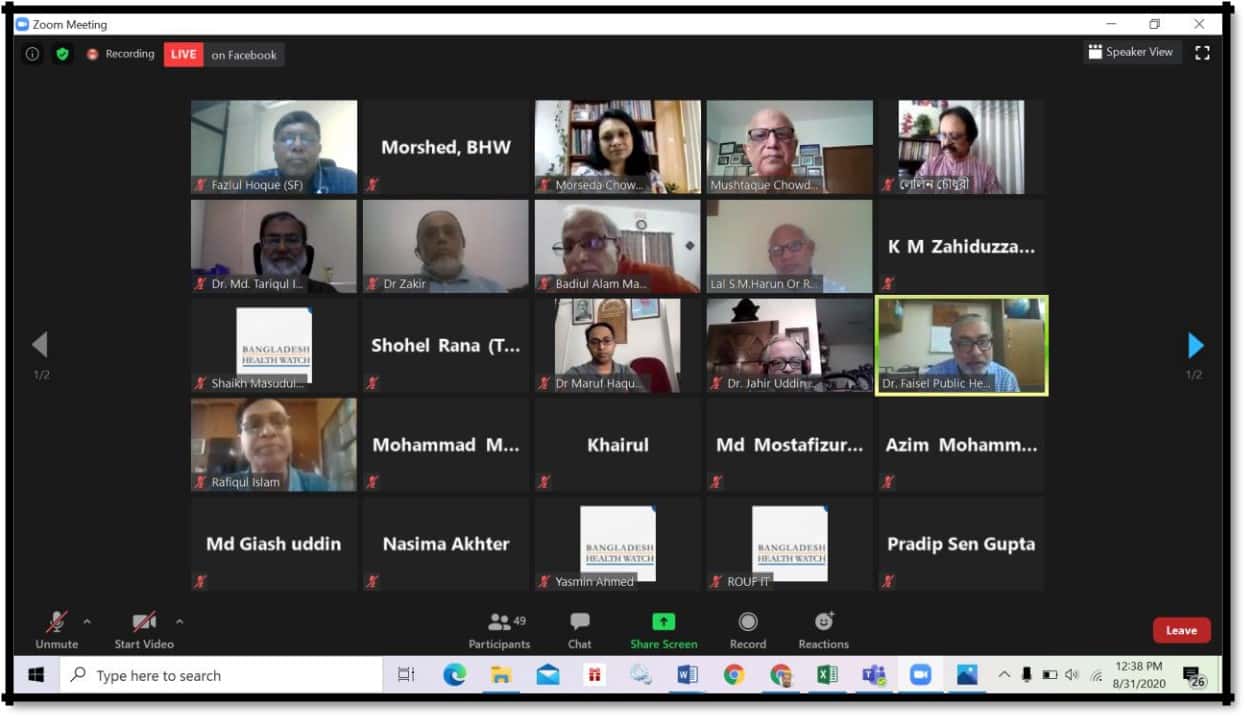 Zoom Meeting
Recording
LIVE on Facebook
Speaker View
Fazlul Hoque (SF)
Morshed, BHW
Morseda Chow...
Mushtaque Chowd...
লেলিন চৌধুরী
Dr. Md. Tariqul I...
Dr Zakir
Badiul Alam Ma...
Lal S.M.Harun Or R...
K M Zahiduzza...
1/2
BANGLADESH
HEALTH WATCH
Shaikh Masudul...
Shohel Rana (T...
Dr Maruf Haqu...
Dr. Jahir Uddin...
Dr. Faisel Public He...
1/2
Rafiqul Islam
Mohammad M...
Khairul
Md Mostafizur...
Azim Mohamm...
Md Giash uddin
Nasima Akhter
BANGLADESH
HEALTH WATCH
Yasmin Ahmed
BANGLADESH
HEALTH WATCH
ROUF IT
Pradip Sen Gupta
Unmute
Start Video
49
Participants
Chat
Share Screen
Record
Reactions
Leave
Type here to search
12:38 PM
8/31/2020
26